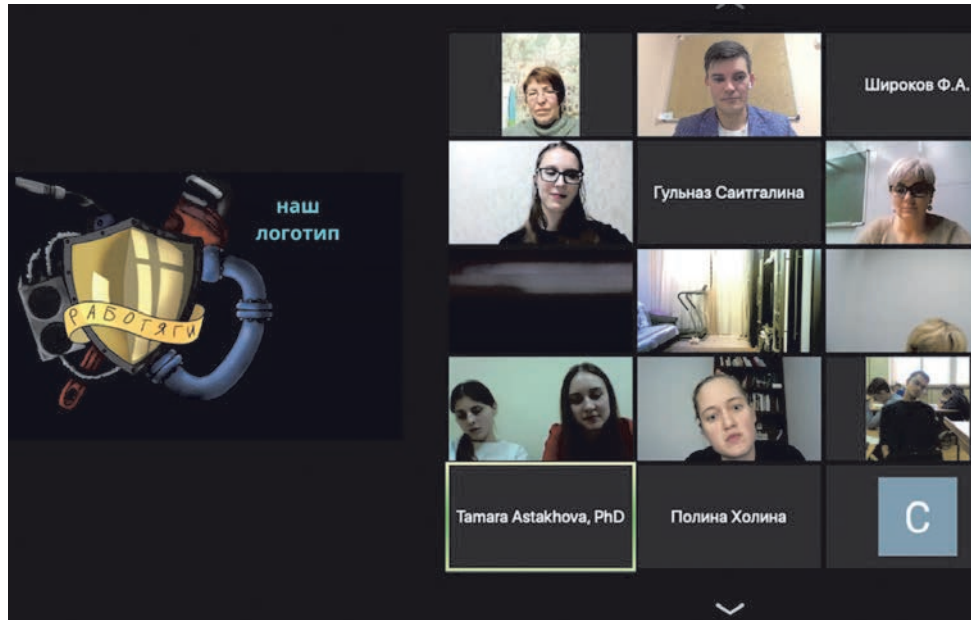 наш
логотип
РАБОТЯГИ
Широков Ф.А.
Гульназ Саитгалина
Tamara Astakhova, PhD
Полина Холина
С